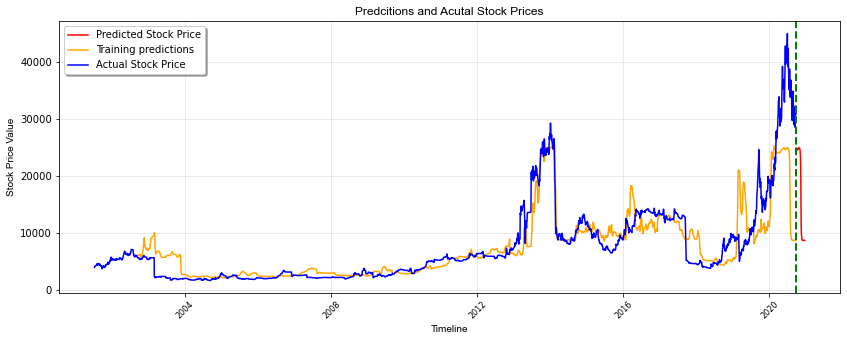 Predcitions and Acutal Stock Prices
Predicted Stock Price
Training predictions
Actual Stock Price
Stock Price Value
40000
30000
20000
10000
0
2004
2008
2012
2016
2020
Timeline